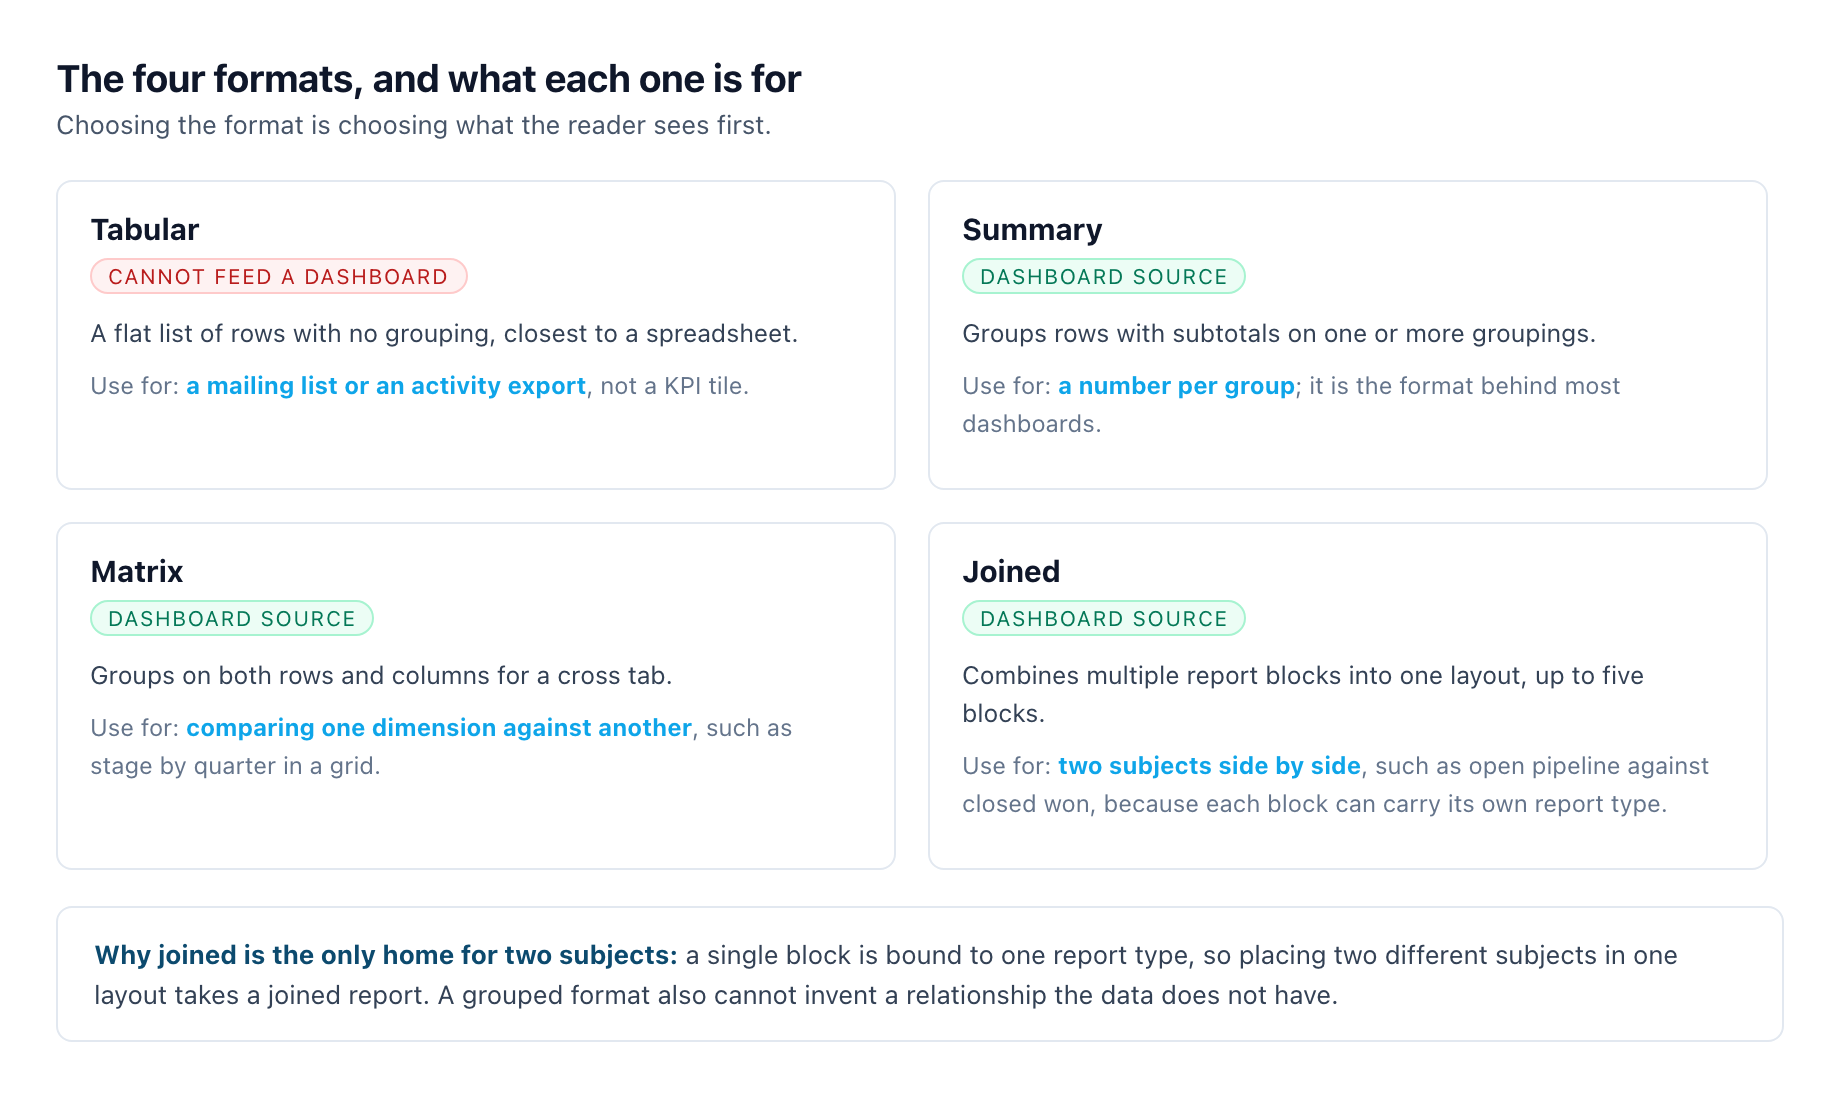 The four formats, and what each one is for
Choosing the format is choosing what the reader sees first.
Tabular
CANNOT FEED A DASHBOARD
A flat list of rows with no grouping, closest to a spreadsheet.
Use for: a mailing list or an activity export, not a KPI tile.
Summary
DASHBOARD SOURCE
Groups rows with subtotals on one or more groupings.
Use for: a number per group; it is the format behind most
dashboards.
Matrix
DASHBOARD SOURCE
Groups on both rows and columns for a cross tab.
Use for: comparing one dimension against another, such as
stage by quarter in a grid.
Joined
DASHBOARD SOURCE
Combines multiple report blocks into one layout, up to five
blocks.
Use for: two subjects side by side, such as open pipeline against
closed won, because each block can carry its own report type.
Why joined is the only home for two subjects: a single block is bound to one report type, so placing two different subjects in one
layout takes a joined report. A grouped format also cannot invent a relationship the data does not have.